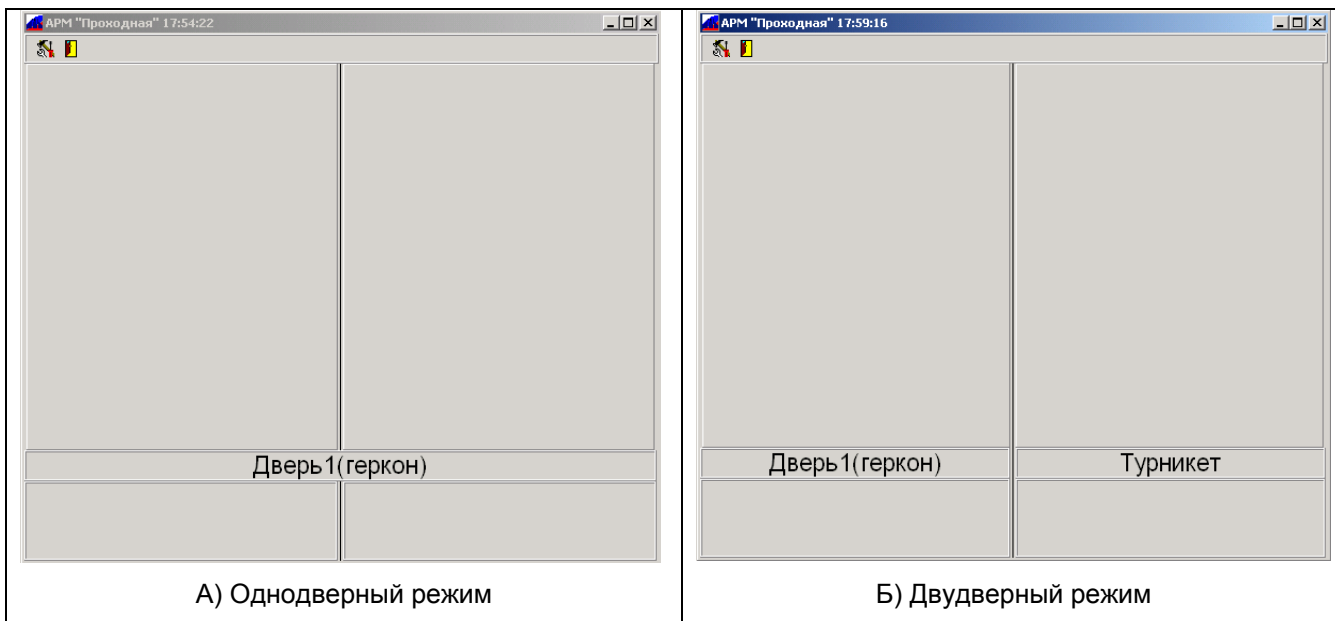 АРМ "Проходная" 17:54:22
Дверь1(геркон)
А) Однодверный режим
АРМ "Проходная" 17:59:16
Дверь1(геркон)
Турникет
Б) Двудверный режим